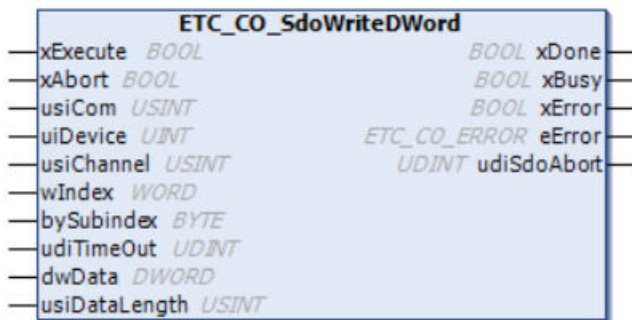 ETC_CO_SdoWriteDWord
xExecute BOOL BOOL xDone
xAbort BOOL BOOL xBusy
usiCom USINT BOOL xError
uiDevice UINT ETC_CO_ERROR eError
usiChannel USINT UDINT udiSdoAbort
wIndex WORD
bySubindex BYTE
udiTimeOut UDINT
dwData DWORD
usiDataLength USINT